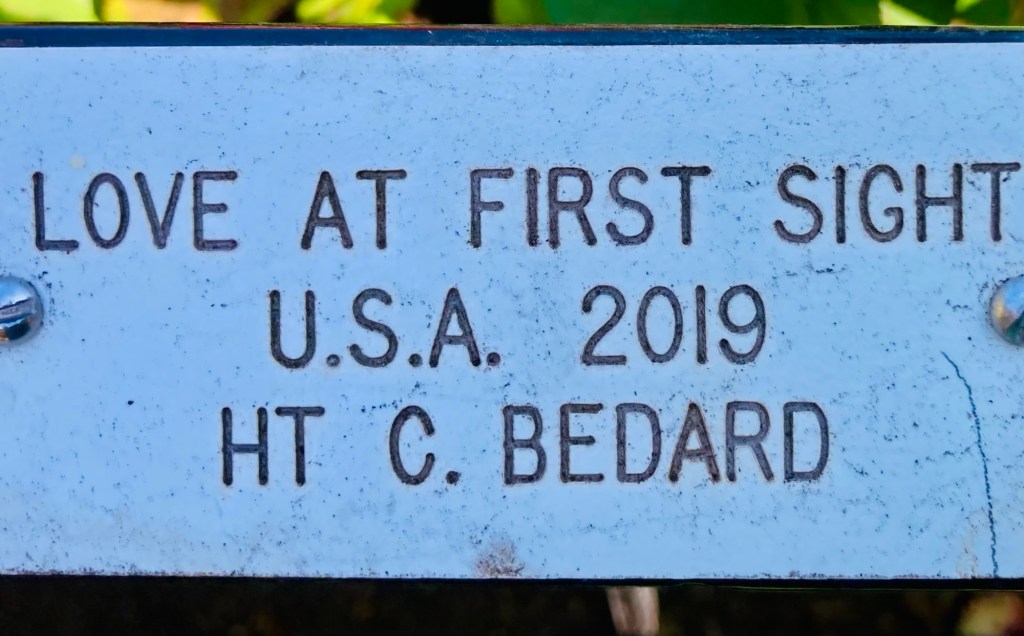 LOVE AT FIRST SIGHT
U.S.A. 2019
HT C. BEDARD